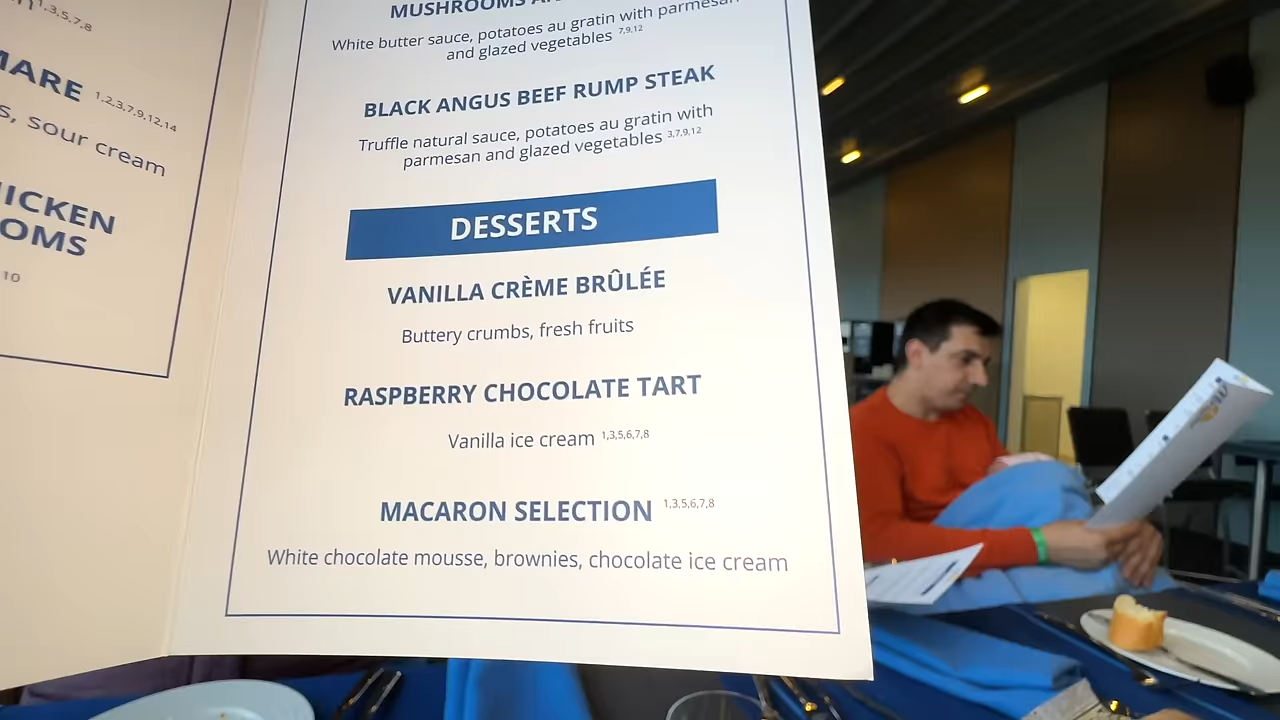 1,3,5,7,8
MARE 1,2,3,7,9,12,14
s, sour cream
ICKEN
OMS
10
MUSHROOMS
White butter sauce, potatoes au gratin with parmesan
and glazed vegetables 7,9,12
BLACK ANGUS BEEF RUMP STEAK
Truffle natural sauce, potatoes au gratin with
parmesan and glazed vegetables 3,7,9,12
DESSERTS
VANILLA CRÈME BRÛLÉE
Buttery crumbs, fresh fruits
RASPBERRY CHOCOLATE TART
Vanilla ice cream 1,3,5,6,7,8
MACARON SELECTION 1,3,5,6,7,8
White chocolate mousse, brownies, chocolate ice cream